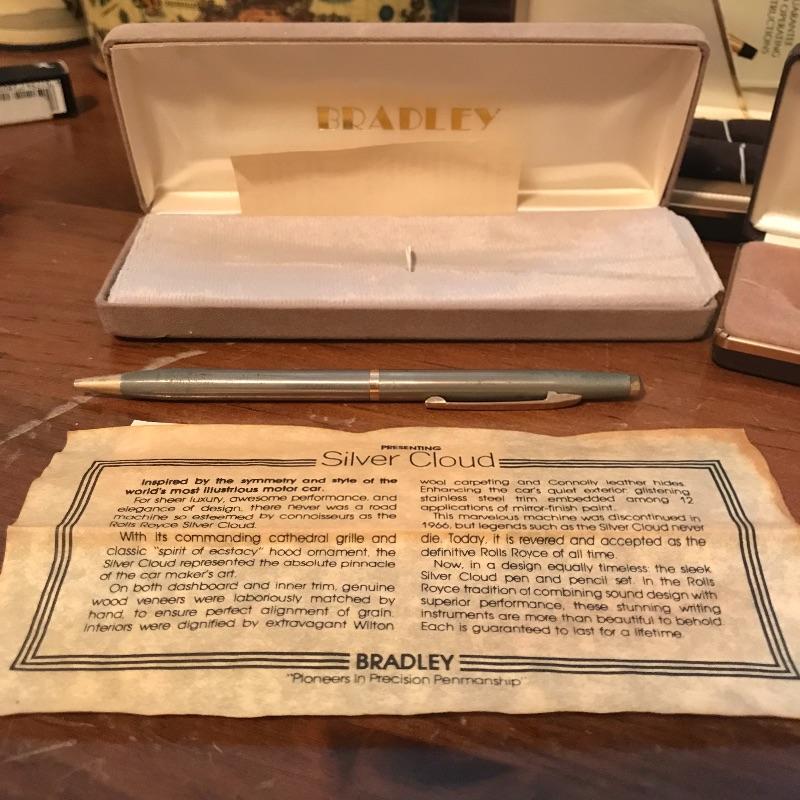 GUARANTEE
OPERATING
INSTRUCTIONS
BRADLEY
PRESENTING
Silver Cloud
Inspired by the symmetry and style of the
world's most illustrious motor car.
For sheer luxury, awesome performance, and
elegance of design, there never was a road
machine so esteemed by connoisseurs as the
Rolls Royce Silver Cloud.
With its commanding cathedral grille and
classic "spirit of ecstacy" hood ornament, the
Silver Cloud represented the absolute pinnacle
of the car maker's art.
On both dashboard and inner trim, genuine
wood veneers were laboriously matched by
hand, to ensure perfect alignment of grain.
Interiors were dignified by extravagant Wilton
wool carpeting and Connolly leather hides.
Enhancing the car's quiet exterior: glistening
stainless steel trim embedded among 12
applications of mirror-finish paint.
This marvelous machine was discontinued in
1966, but legends such as the Silver Cloud never
die. Today, it is revered and accepted as the
definitive Rolls Royce of all time.
Now, in a design equally timeless: the sleek
Silver Cloud pen and pencil set. In the Rolls
Royce tradition of combining sound design with
superior performance, these stunning writing
instruments are more than beautiful to behold.
Each is guaranteed to last for a lifetime.
BRADLEY
"Pioneers In Precision Penmanship"